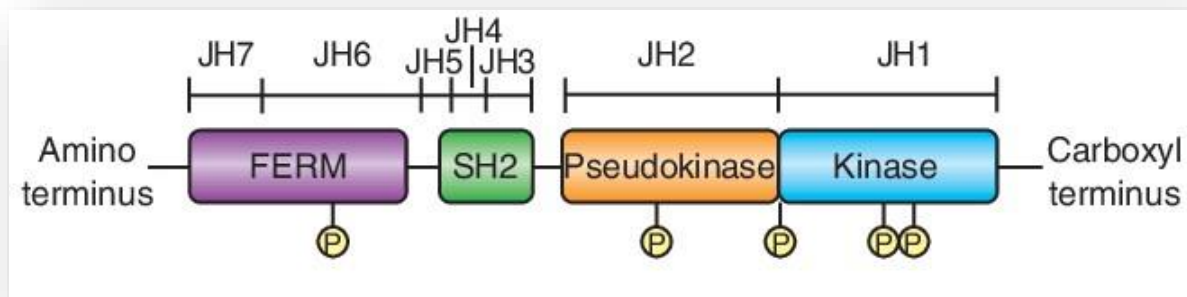 JH4
JH7 JH6 JH5 JH3 JH2 JH1
Amino
terminus
FERM SH2 Pseudokinase Kinase
Carboxyl
terminus
P P P P P